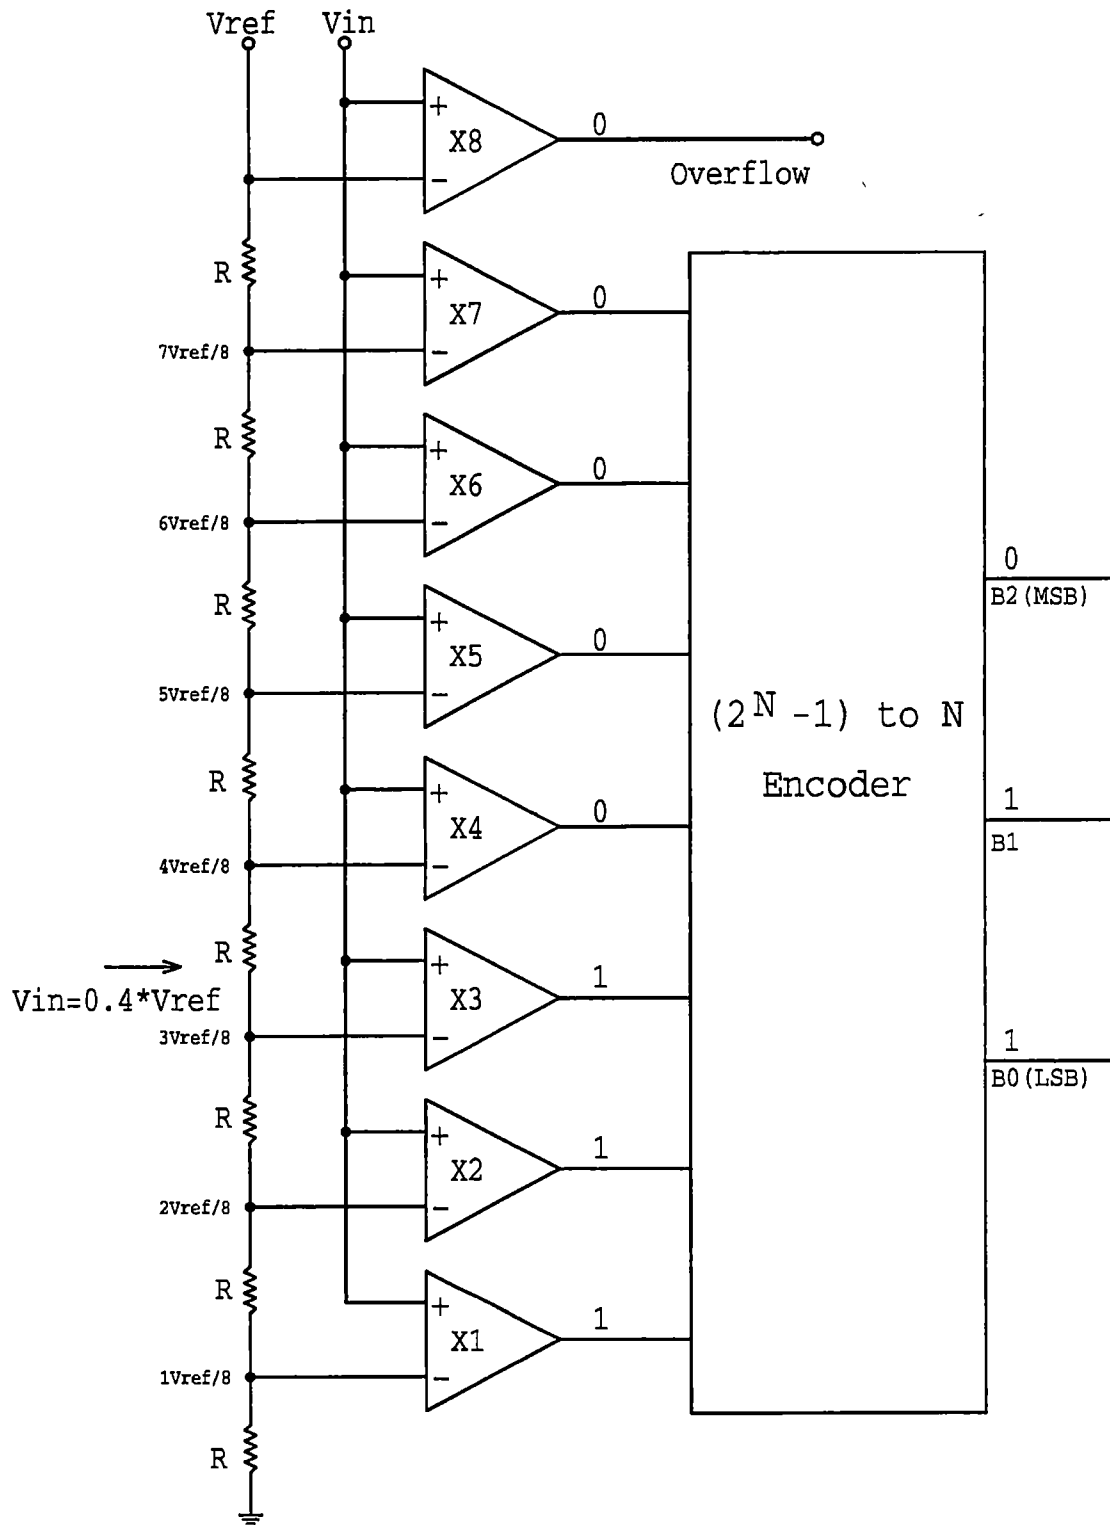 Vref Vin
+
X8
−
0
Overflow
R
+
X7
−
0
7Vref/8
R
+
X6
−
0
6Vref/8
R
+
X5
−
0
5Vref/8
R
+
X4
−
0
4Vref/8
R
+
X3
−
1
Vin=0.4*Vref
3Vref/8
R
+
X2
−
1
2Vref/8
R
+
X1
−
1
1Vref/8
R
(2^N -1) to N
Encoder
0
B2(MSB)
1
B1
1
B0(LSB)